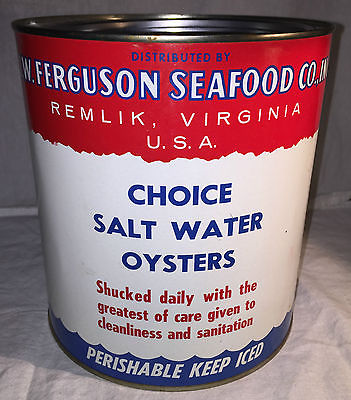 DISTRIBUTED BY
W. FERGUSON SEAFOOD CO.,
REMLIK, VIRGINIA
U. S. A.
CHOICE
SALT WATER
OYSTERS
Shucked daily with the
greatest of care given to
cleanliness and sanitation
PERISHABLE KEEP ICED